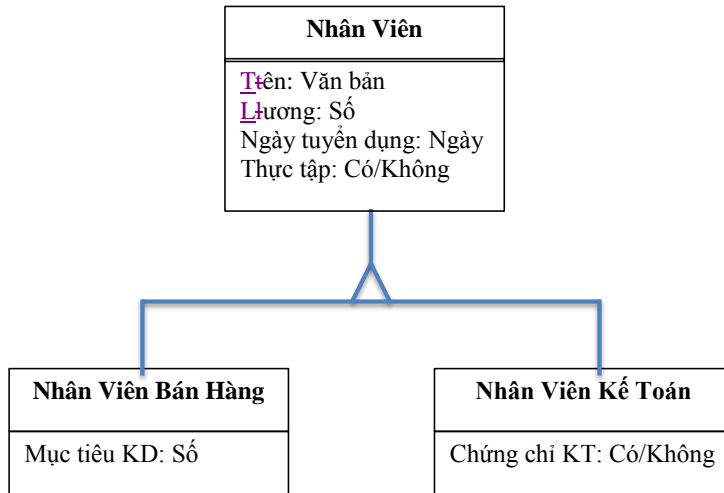 Nhân Viên
Ttên: Văn bản
Llương: Số
Ngày tuyển dụng: Ngày
Thực tập: Có/Không
Nhân Viên Bán Hàng
Mục tiêu KD: Số
Nhân Viên Kế Toán
Chứng chỉ KT: Có/Không